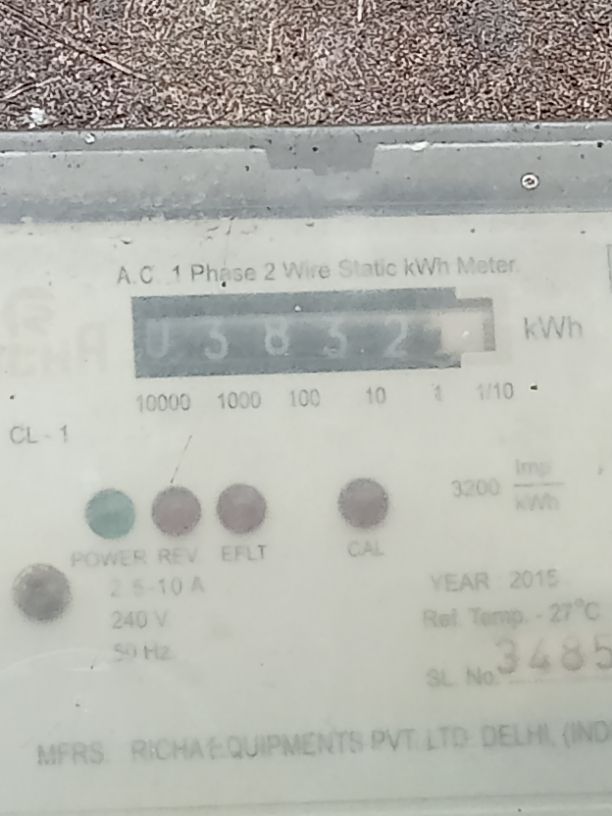 A.C. 1 Phase 2 Wire Static kWh Meter
0 3 8 3 2
kWh
10000 1000 100 10 1 1/10
CL - 1
3200 Imp/kWh
POWER REV. EFLT CAL
2.5-10 A
240 V
50 Hz
YEAR : 2015
Ref. Temp. - 27°C
SL. No. 3485
MFRS. RICHA EQUIPMENTS PVT. LTD. DELHI, (IND